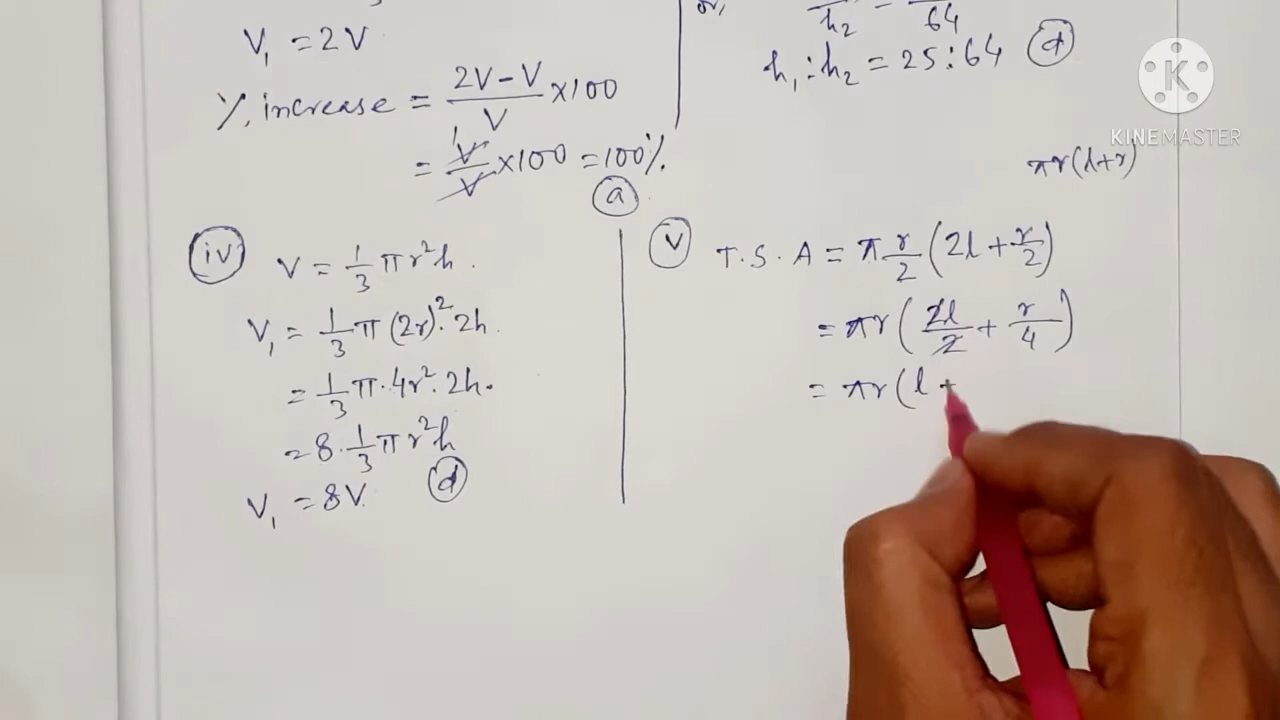 V₁ = 2V
% increase = (2V-V)/V ×100
= V/V ×100 = 100%.
(a)
h₂ 64
h₁:h₂ = 25:64 (d)
KINEMASTER
πr(l+r)
(iv) V = 1/3 πr²h.
V₁ = 1/3 π (2r)².2h.
= 1/3 π.4r².2h.
= 8.1/3 πr²h
V₁ = 8V. (d)
(v) T.S.A = π r/2 (2l + r/2)
= πr (2l/2 + r/4)
= πr (l +